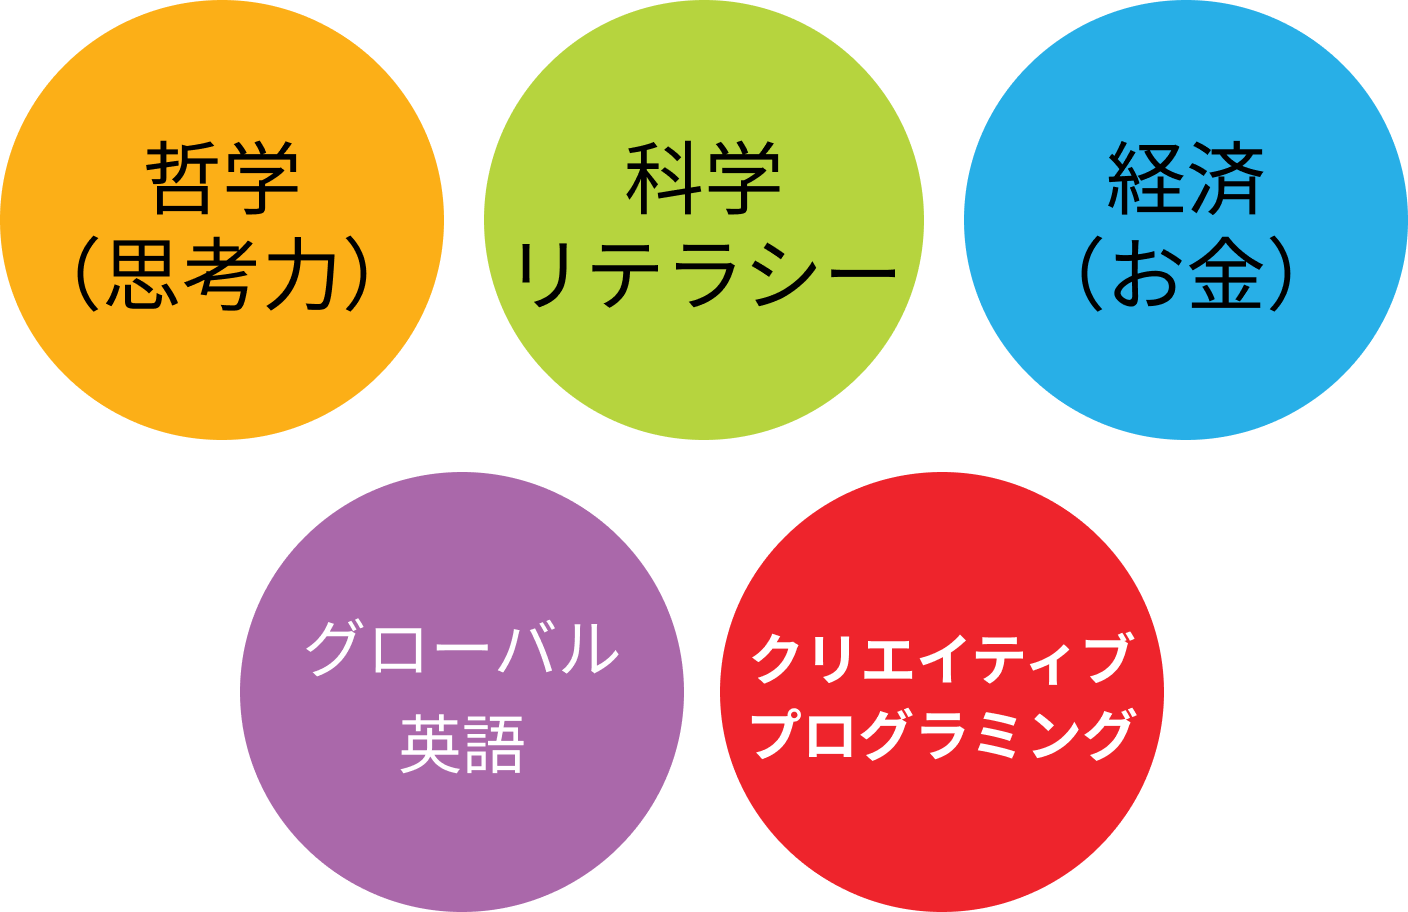 哲学
（思考力）
科学
リテラシー
経済
（お金）
グローバル
英語
クリエイティブ
プログラミング